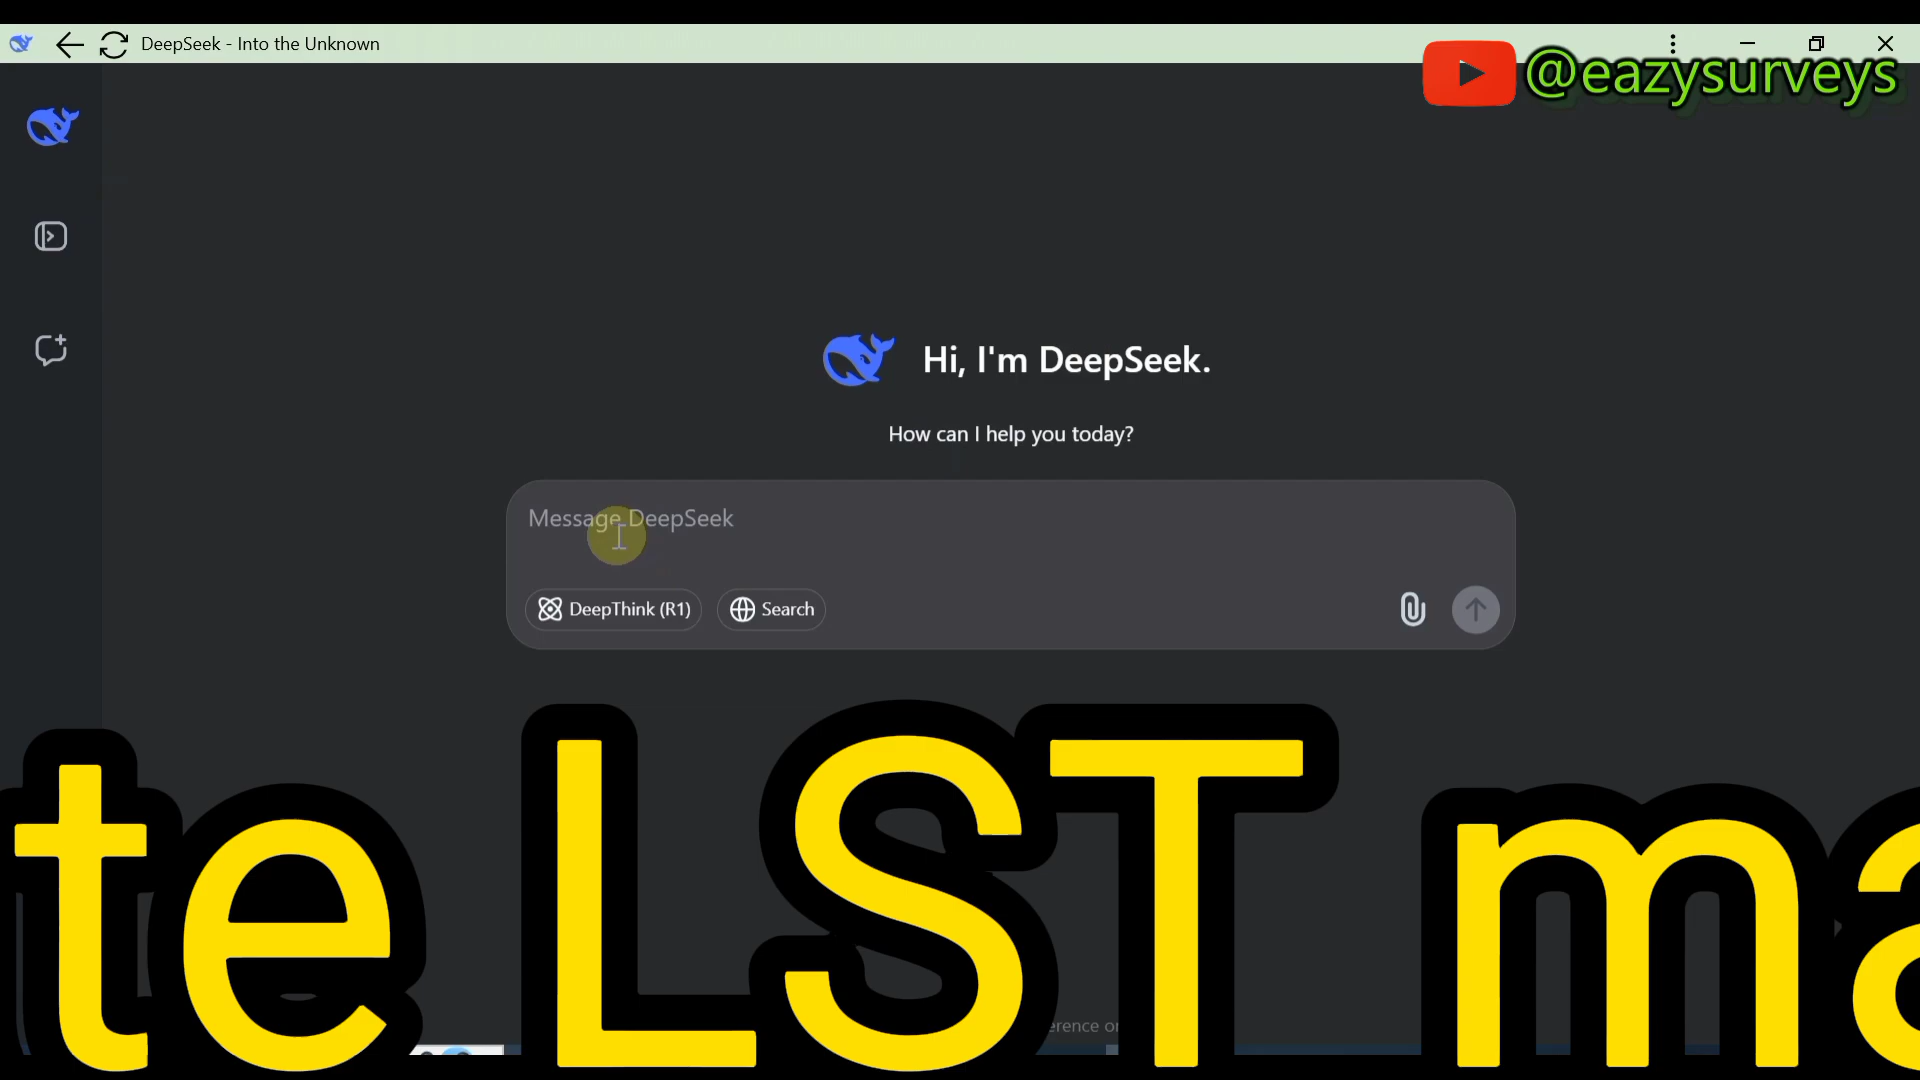 DeepSeek - Into the Unknown
@eazysurveys
Hi, I'm DeepSeek.
How can I help you today?
Message DeepSeek
DeepThink (R1)
Search
te LST ma